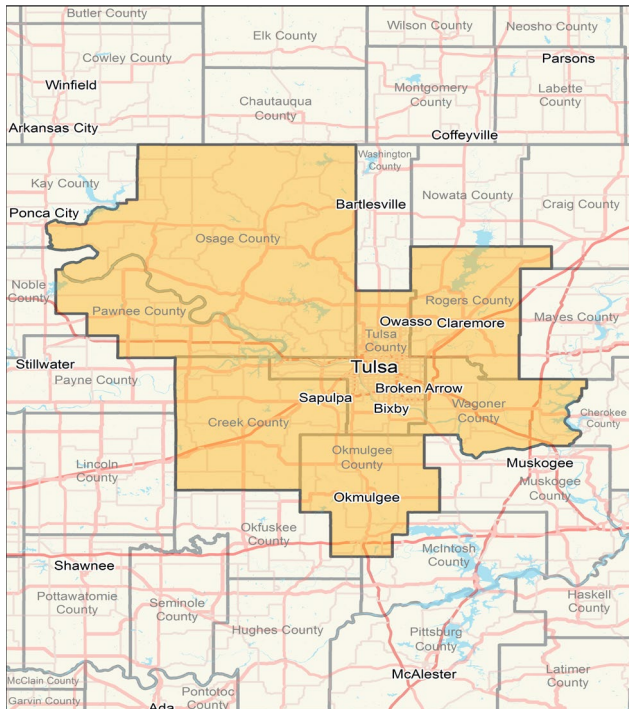 Butler County
Elk County
Wilson County
Neosho County
Cowley County
Parsons
Winfield
Montgomery
County
Labette
County
Chautauqua
County
Arkansas City
Coffeyville
Washington
County
Kay County
Nowata County
Craig County
Ponca City
Bartlesville
Osage County
Noble
County
Rogers County
Pawnee County
Mayes County
Owasso
Claremore
Tulsa
County
Stillwater
Tulsa
Payne County
Broken Arrow
Sapulpa
Bixby
Wagoner
County
Cherokee
County
Creek County
Okmulgee
County
Lincoln
County
Muskogee
Muskogee
County
Okmulgee
Okfuskee
County
McIntosh
County
Shawnee
Pottawatomie
County
Seminole
County
Haskell
County
Hughes County
Pittsburg
County
McAlester
Latimer
County
McClain County
Pontotoc
County
Garvin County
Ada